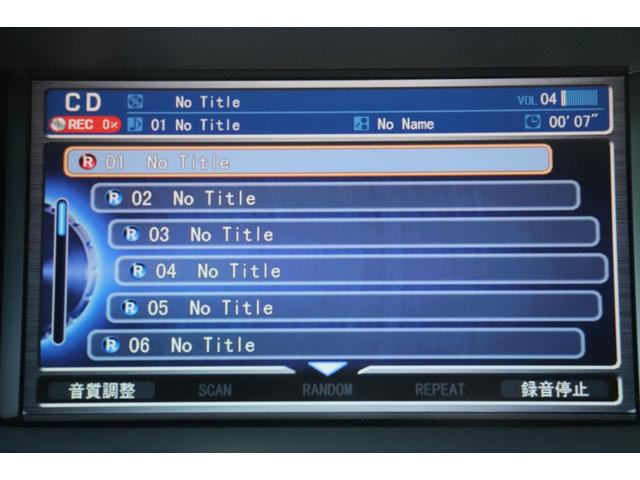 CD No Title VOL 04
REC 0% 01 No Title No Name 00'07"
R 01 No Title
R 02 No Title
R 03 No Title
R 04 No Title
R 05 No Title
R 06 No Title
音質調整 SCAN RANDOM REPEAT 録音停止